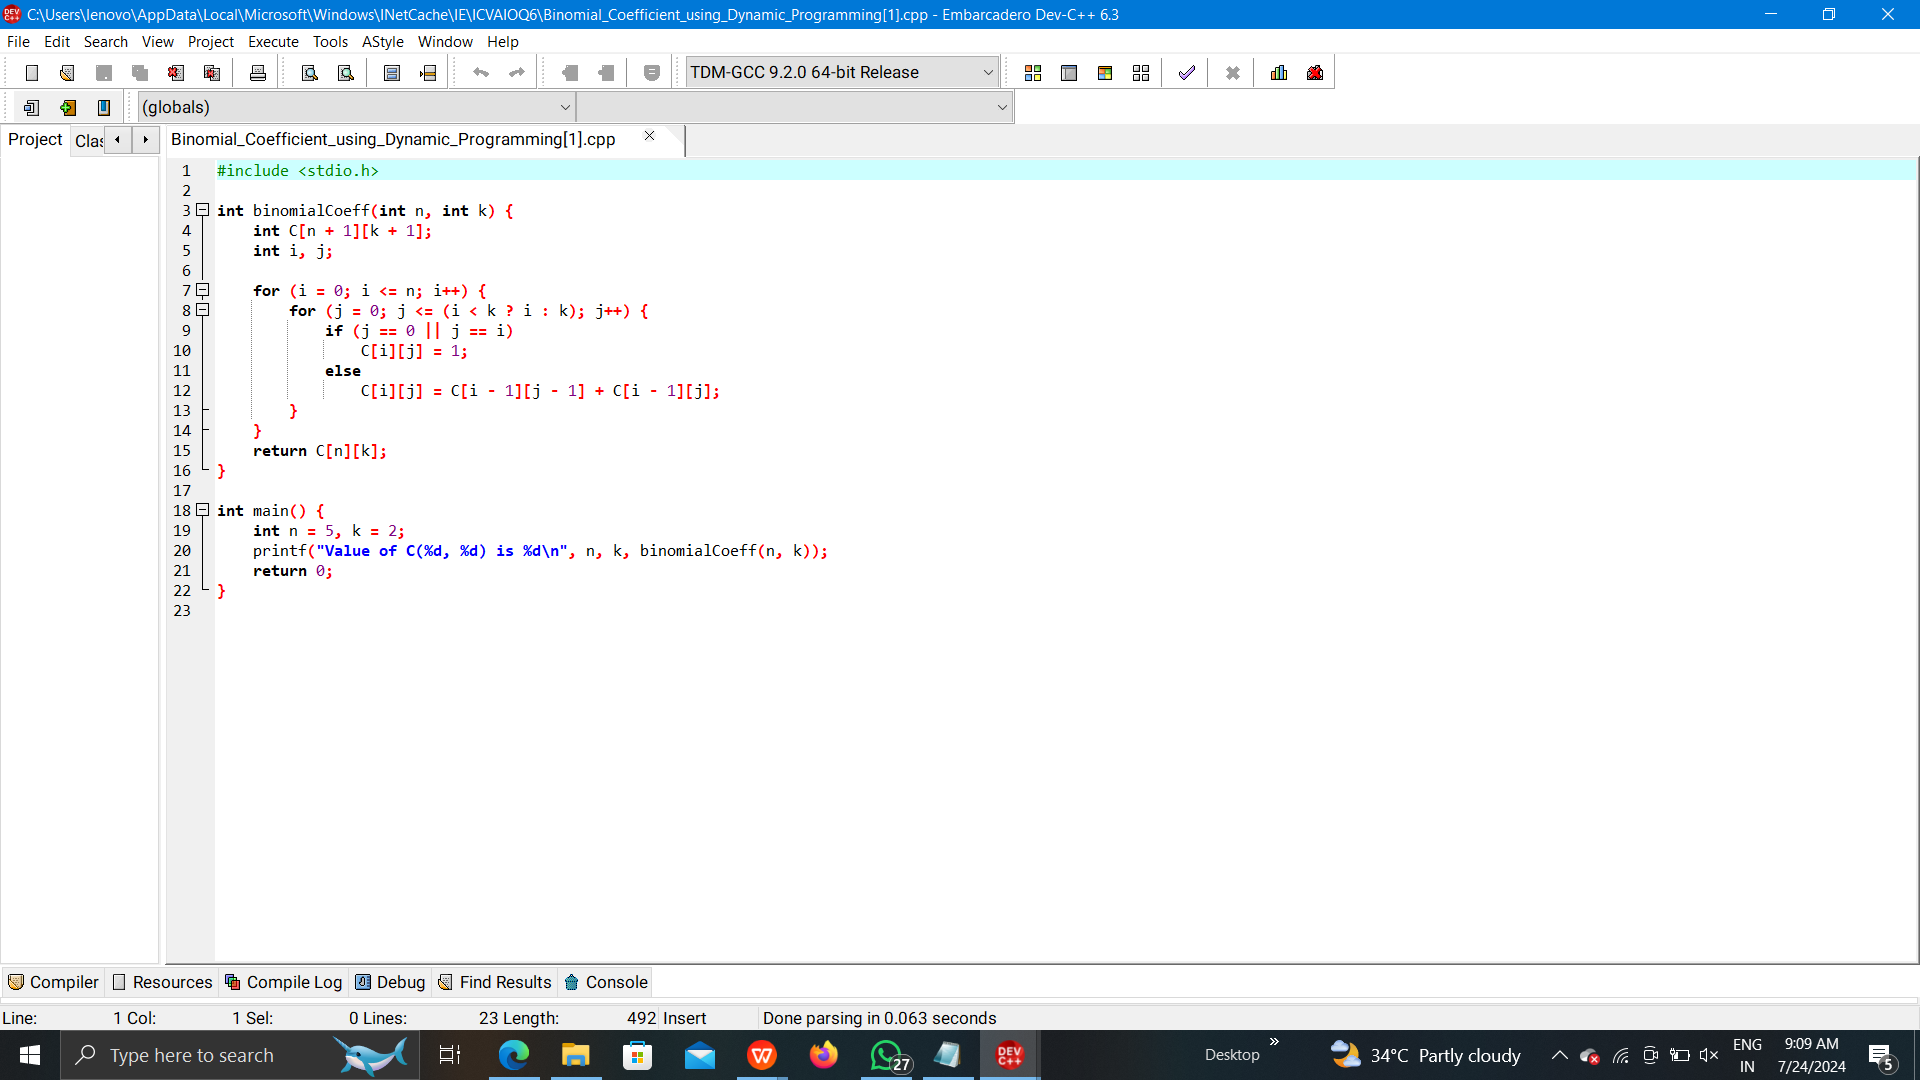 C:\Users\lenovo\AppData\Local\Microsoft\Windows\INetCache\IE\ICVAIOQ6\Binomial_Coefficient_using_Dynamic_Programming[1].cpp - Embarcadero Dev-C++ 6.3
File Edit Search View Project Execute Tools AStyle Window Help
TDM-GCC 9.2.0 64-bit Release
(globals)
Project Clas Binomial_Coefficient_using_Dynamic_Programming[1].cpp
1 #include <stdio.h>
2
3 int binomialCoeff(int n, int k) {
4 int C[n + 1][k + 1];
5 int i, j;
6
7 for (i = 0; i <= n; i++) {
8 for (j = 0; j <= (i < k ? i : k); j++) {
9 if (j == 0 || j == i)
10 C[i][j] = 1;
11 else
12 C[i][j] = C[i - 1][j - 1] + C[i - 1][j];
13 }
14 }
15 return C[n][k];
16 }
17
18 int main() {
19 int n = 5, k = 2;
20 printf("Value of C(%d, %d) is %d\n", n, k, binomialCoeff(n, k));
21 return 0;
22 }
23
Compiler Resources Compile Log Debug Find Results Console
Line: 1 Col: 1 Sel: 0 Lines: 23 Length: 492 Insert Done parsing in 0.063 seconds
Type here to search 27 DEV C++ Desktop » 34°C Partly cloudy ENG IN 9:09 AM 7/24/2024 5